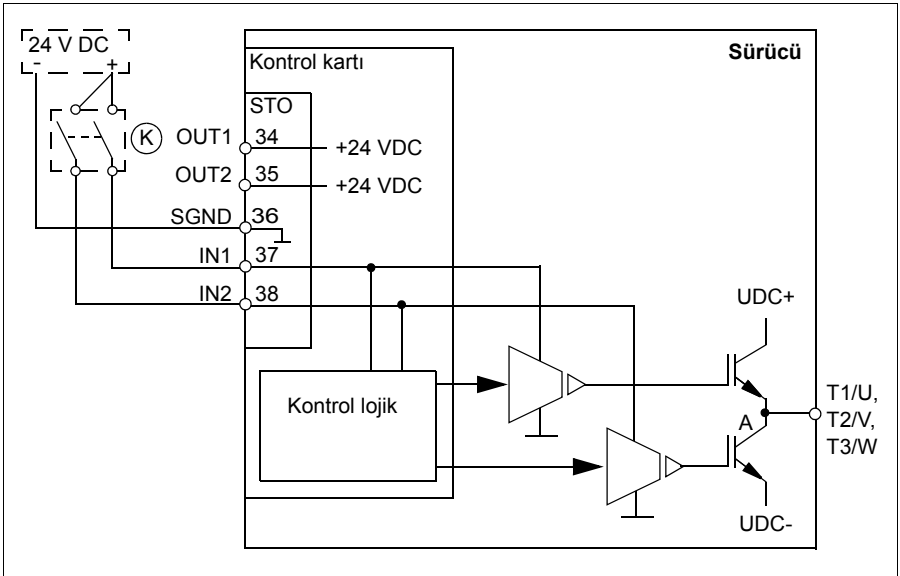 24 V DC
- +
Sürücü
Kontrol kartı
STO
K
OUT1 34 +24 VDC
OUT2 35 +24 VDC
SGND 36
IN1 37
IN2 38
UDC+
Kontrol lojik
A
T1/U,
T2/V,
T3/W
UDC-